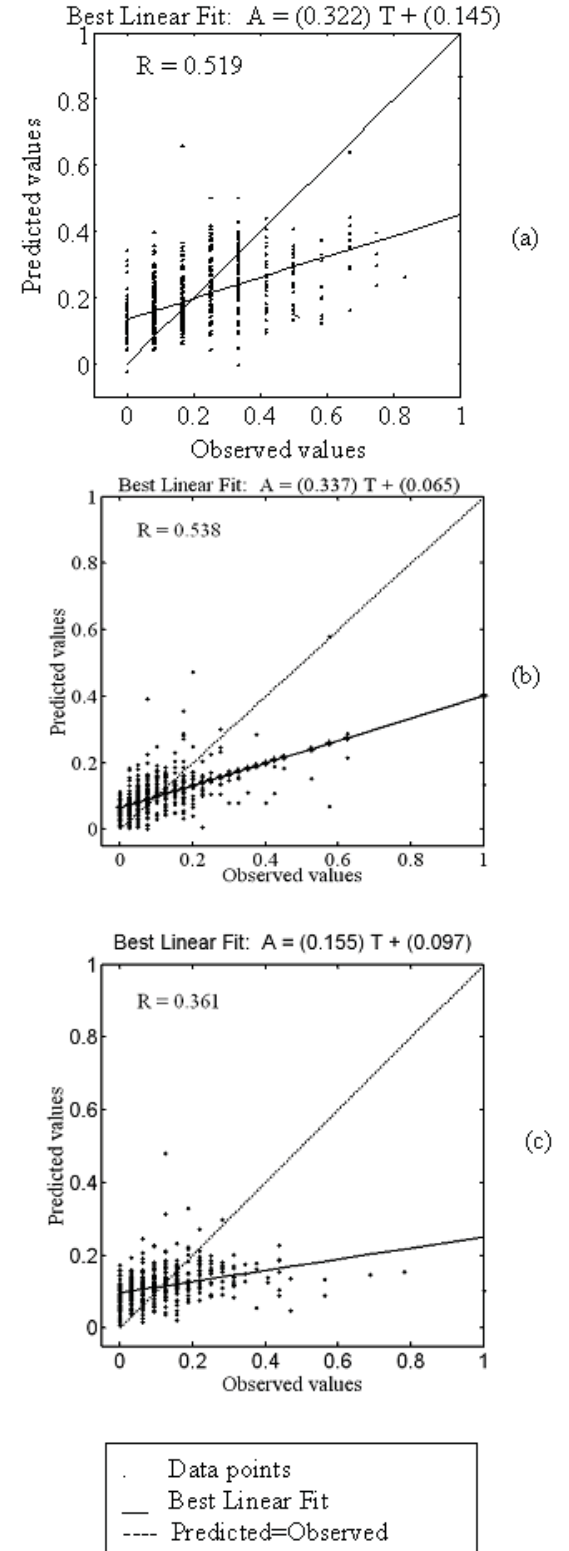 Best Linear Fit: A = (0.322) T + (0.145)
R = 0.519
1
0.8
0.6
0.4
0.2
0
Predicted values
0 0.2 0.4 0.6 0.8 1
Observed values
(a)
Best Linear Fit: A = (0.337) T + (0.065)
R = 0.538
1
0.8
0.6
0.4
0.2
0
Predicted values
0 0.2 0.4 0.6 0.8 1
Observed values
(b)
Best Linear Fit: A = (0.155) T + (0.097)
R = 0.361
1
0.8
0.6
0.4
0.2
0
Predicted values
0 0.2 0.4 0.6 0.8 1
Observed values
(c)
Data points
Best Linear Fit
Predicted=Observed